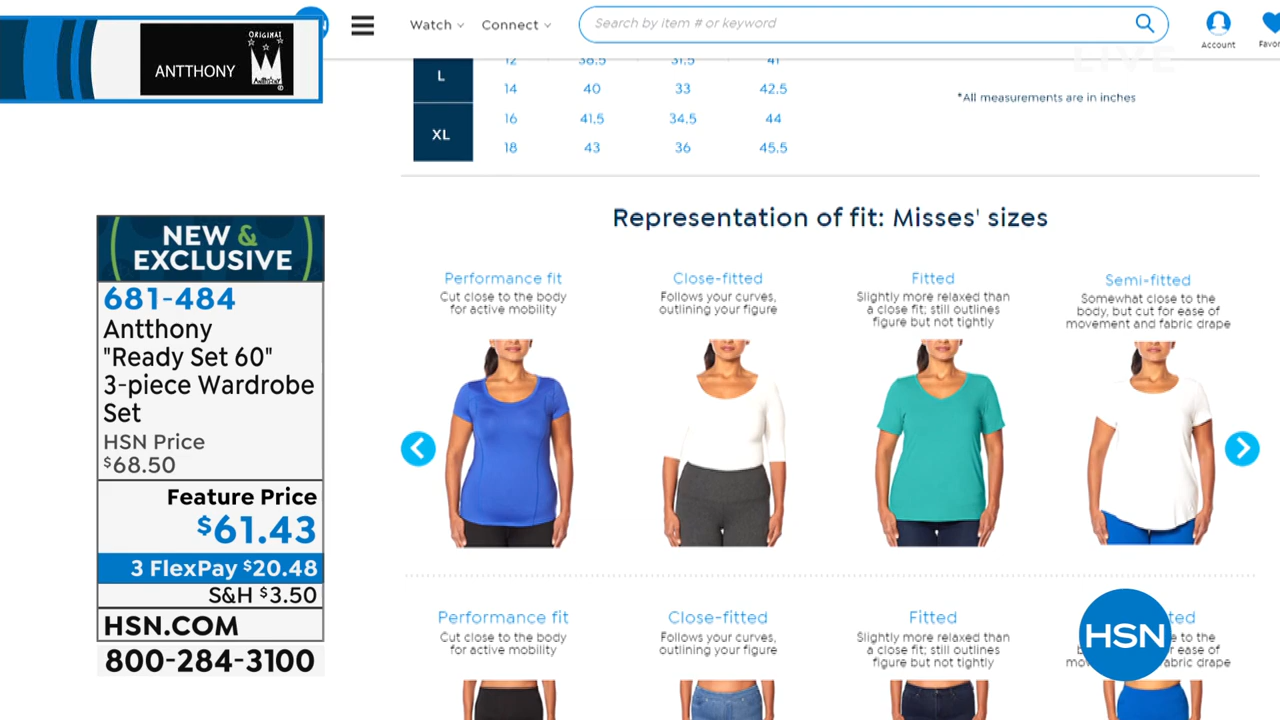 ANTTHONY
ORIGINAL
Watch
Connect
Search by item # or keyword
Account
LIVE
12 38.5 31.5 41
L
14 40 33 42.5
*All measurements are in inches
16 41.5 34.5 44
XL
18 43 36 45.5
Representation of fit: Misses' sizes
Performance fit
Cut close to the body
for active mobility
Close-fitted
Follows your curves,
outlining your figure
Fitted
Slightly more relaxed than
a close fit; still outlines
figure but not tightly
Semi-fitted
Somewhat close to the
body, but cut for ease of
movement and fabric drape
NEW &
EXCLUSIVE
681-484
Antthony
"Ready Set 60"
3-piece Wardrobe
Set
HSN Price
$68.50
Feature Price
$61.43
3 FlexPay $20.48
S&H $3.50
HSN.COM
800-284-3100
Performance fit
Cut close to the body
for active mobility
Close-fitted
Follows your curves,
outlining your figure
Fitted
Slightly more relaxed than
a close fit; still outlines
figure but not tightly
HSN